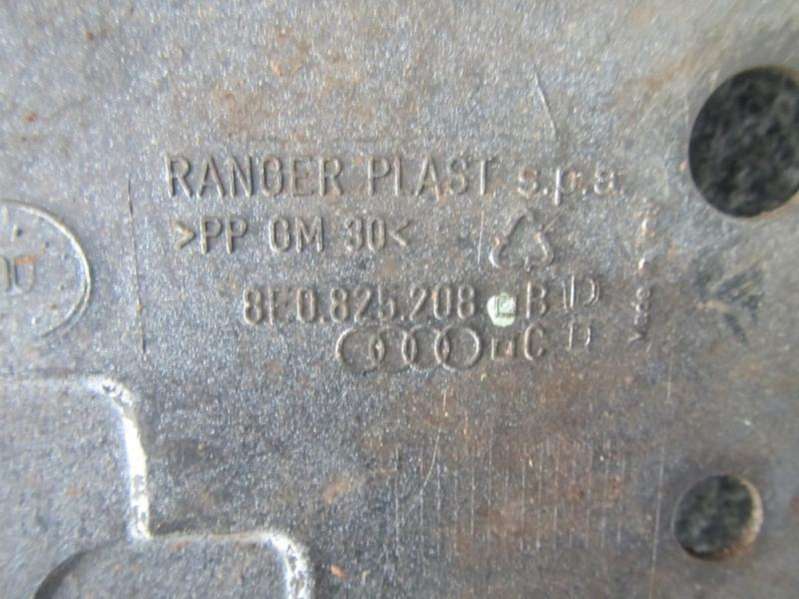 RANGER PLAST s.p.a
>PP GM 30<
8E0.825.208 B D
C D